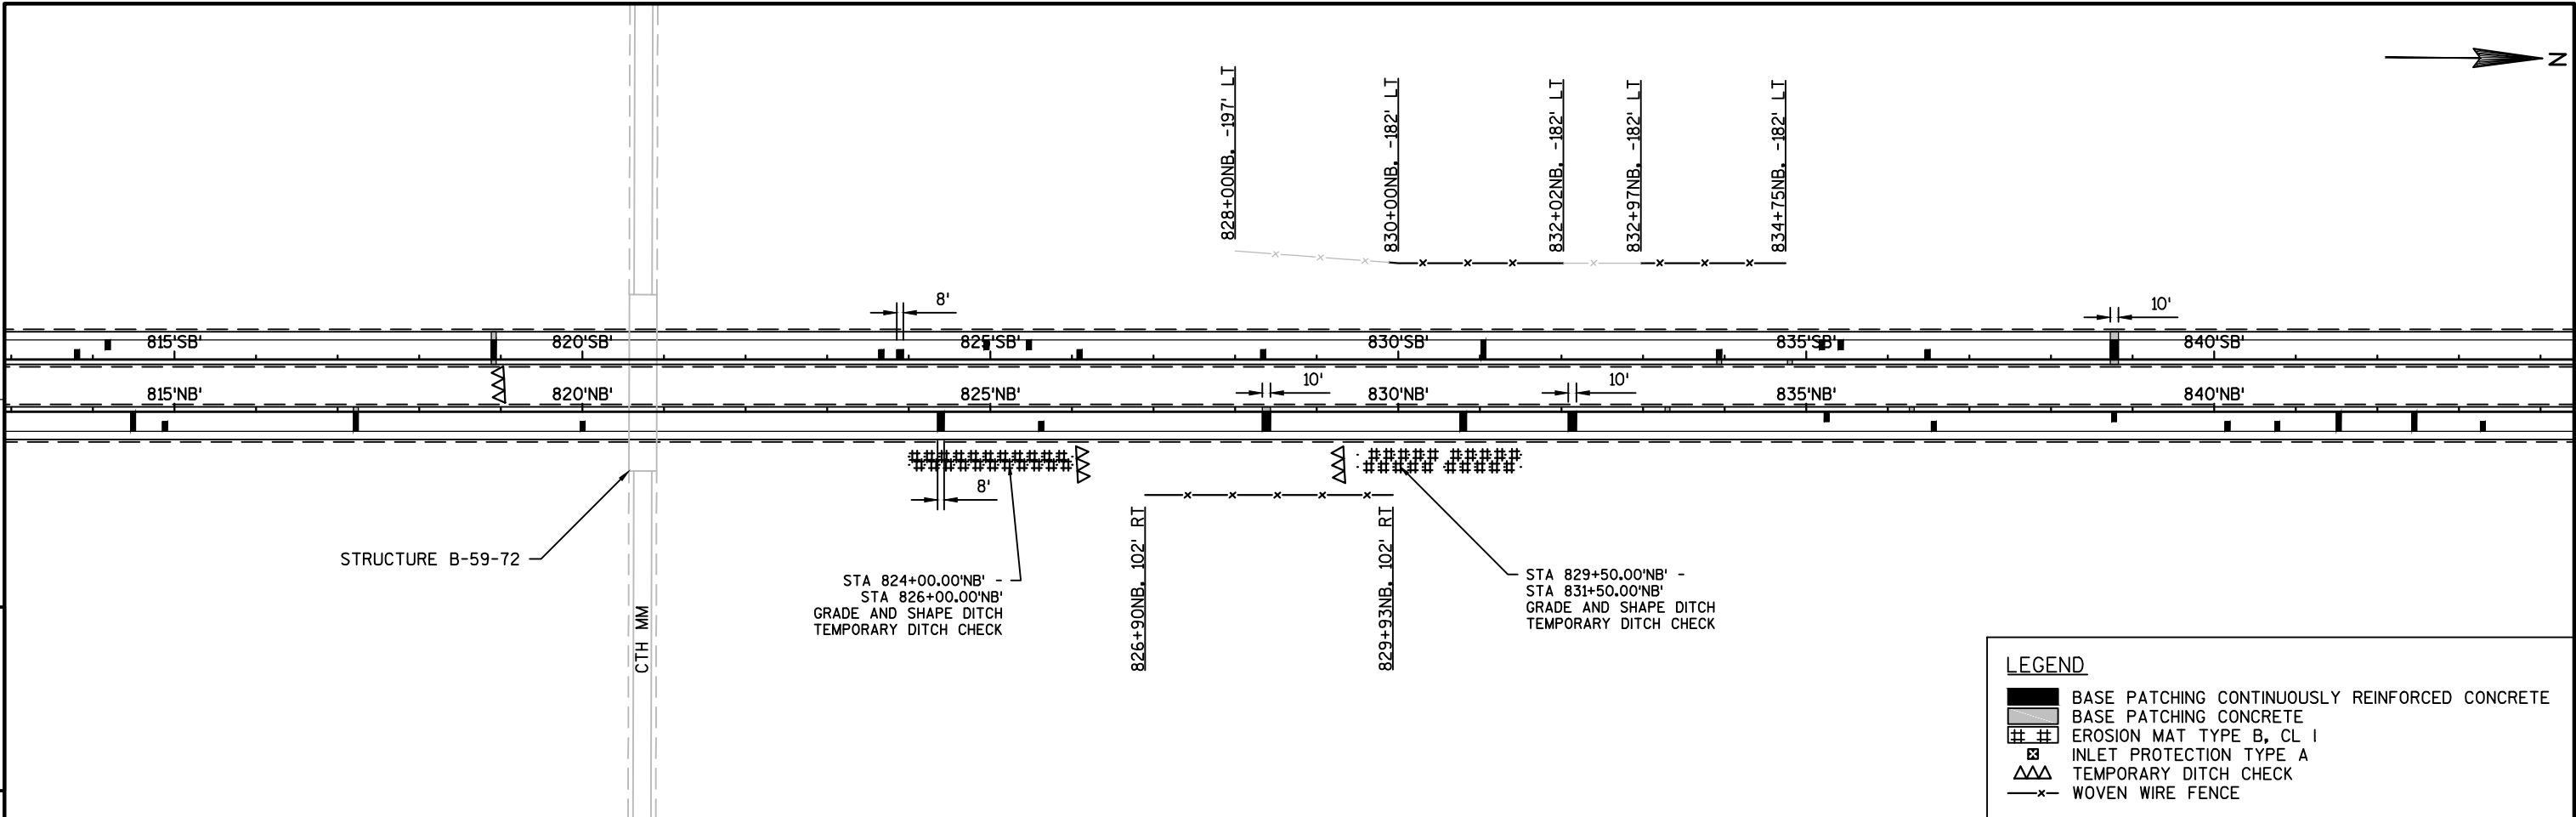 N
828+00NB, -197' LT
830+00NB, -182' LT
832+02NB, -182' LT
832+97NB, -182' LT
834+75NB, -182' LT
8'
10'
815'SB'
820'SB'
825'SB'
830'SB'
835'SB'
840'SB'
10'
10'
815'NB'
820'NB'
825'NB'
830'NB'
835'NB'
840'NB'
8'
STRUCTURE B-59-72
CTH MM
STA 824+00.00'NB' -
STA 826+00.00'NB'
GRADE AND SHAPE DITCH
TEMPORARY DITCH CHECK
826+90NB, 102' RT
829+93NB, 102' RT
STA 829+50.00'NB' -
STA 831+50.00'NB'
GRADE AND SHAPE DITCH
TEMPORARY DITCH CHECK
LEGEND
BASE PATCHING CONTINUOUSLY REINFORCED CONCRETE
BASE PATCHING CONCRETE
EROSION MAT TYPE B, CL I
INLET PROTECTION TYPE A
TEMPORARY DITCH CHECK
WOVEN WIRE FENCE